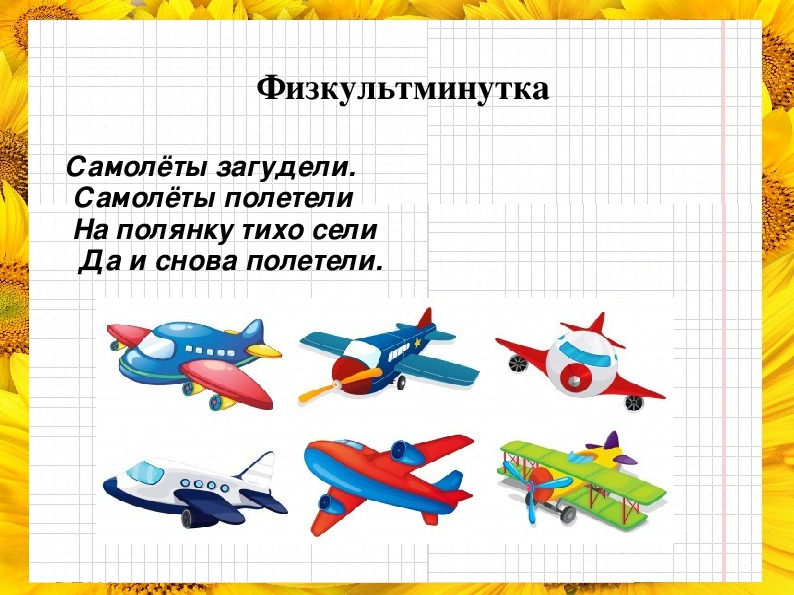 Физкультминутка
Самолёты загудели.
Самолёты полетели
На полянку тихо сели
Да и снова полетели.